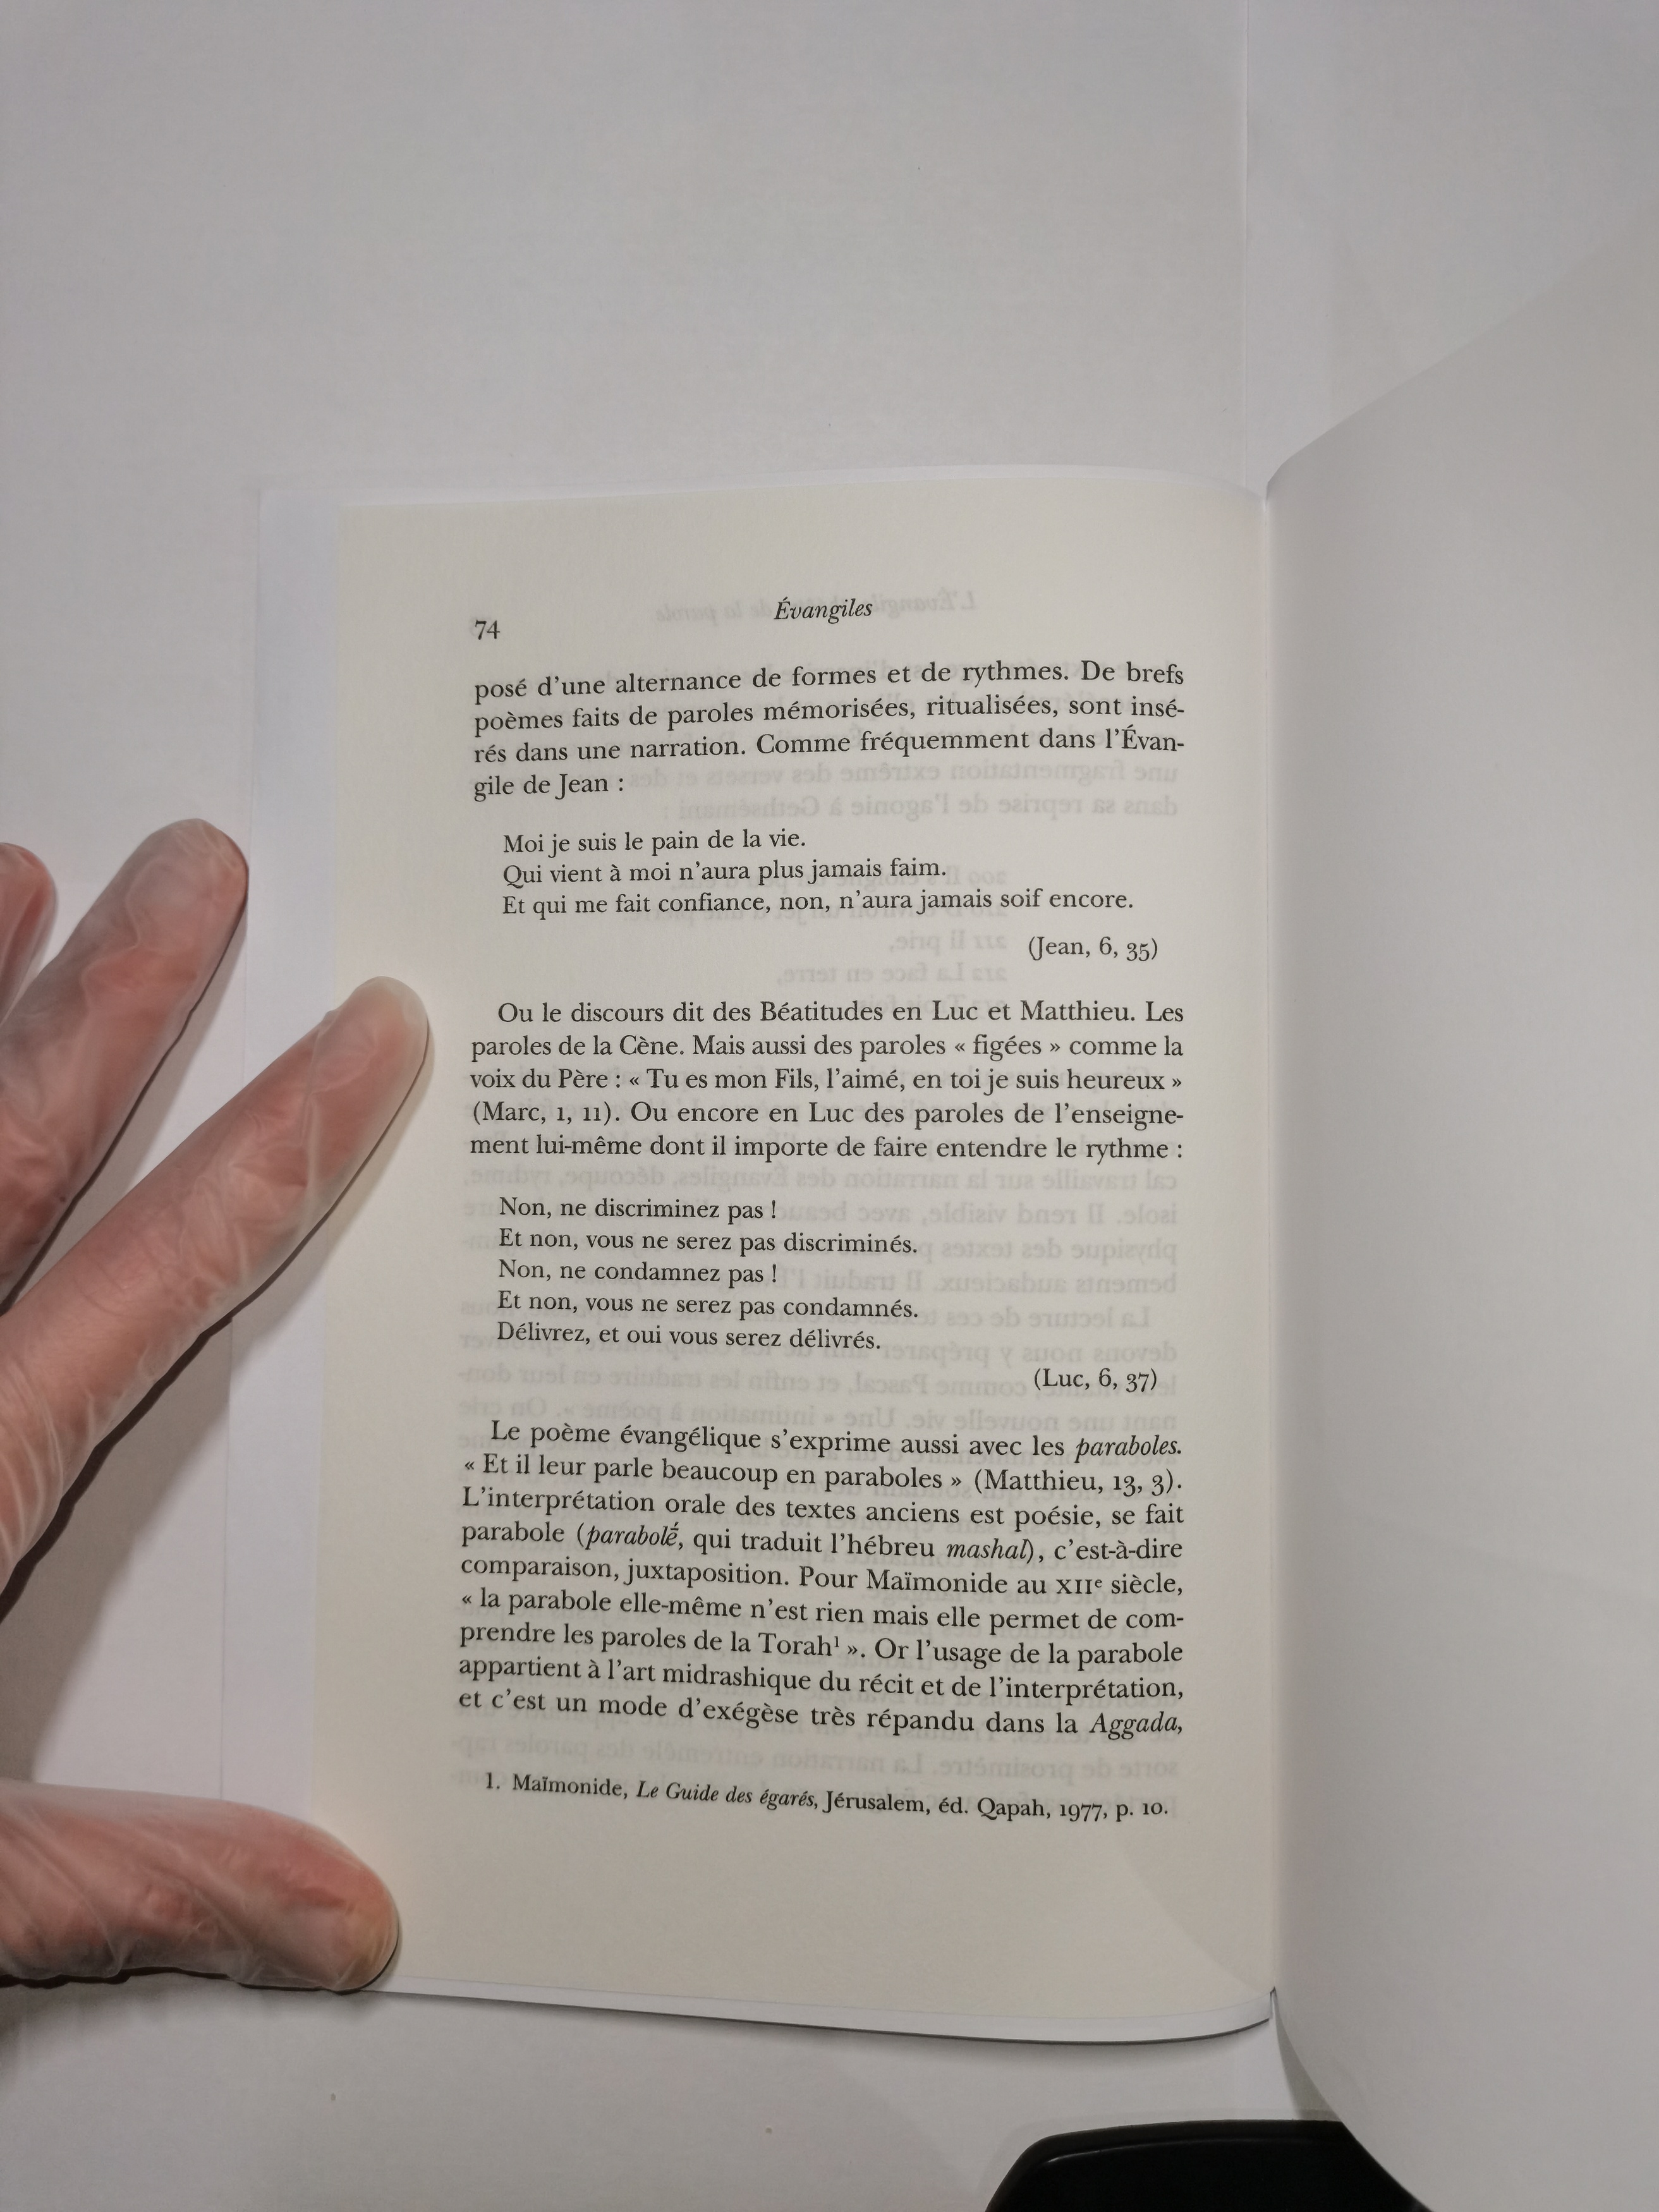 74
Évangiles
posé d'une alternance de formes et de rythmes. De brefs
poèmes faits de paroles mémorisées, ritualisées, sont insé-
rés dans une narration. Comme fréquemment dans l'Évan-
gile de Jean :
Moi je suis le pain de la vie.
Qui vient à moi n'aura plus jamais faim.
Et qui me fait confiance, non, n'aura jamais soif encore.
(Jean, 6, 35)
Ou le discours dit des Béatitudes en Luc et Matthieu. Les
paroles de la Cène. Mais aussi des paroles « figées » comme la
voix du Père : « Tu es mon Fils, l'aimé, en toi je suis heureux »
(Marc, 1, 11). Ou encore en Luc des paroles de l'enseigne-
ment lui-même dont il importe de faire entendre le rythme :
Non, ne discriminez pas !
Et non, vous ne serez pas discriminés.
Non, ne condamnez pas !
Et non, vous ne serez pas condamnés.
Délivrez, et oui vous serez délivrés.
(Luc, 6, 37)
Le poème évangélique s'exprime aussi avec les paraboles.
« Et il leur parle beaucoup en paraboles » (Matthieu, 13, 3).
L'interprétation orale des textes anciens est poésie, se fait
parabole (parabolḗ, qui traduit l'hébreu mashal), c'est-à-dire
comparaison, juxtaposition. Pour Maïmonide au XIIe siècle,
« la parabole elle-même n'est rien mais elle permet de com-
prendre les paroles de la Torah¹ ». Or l'usage de la parabole
appartient à l'art midrashique du récit et de l'interprétation,
et c'est un mode d'exégèse très répandu dans la Aggada,
1. Maïmonide, Le Guide des égarés, Jérusalem, éd. Qapah, 1977, p. 10.